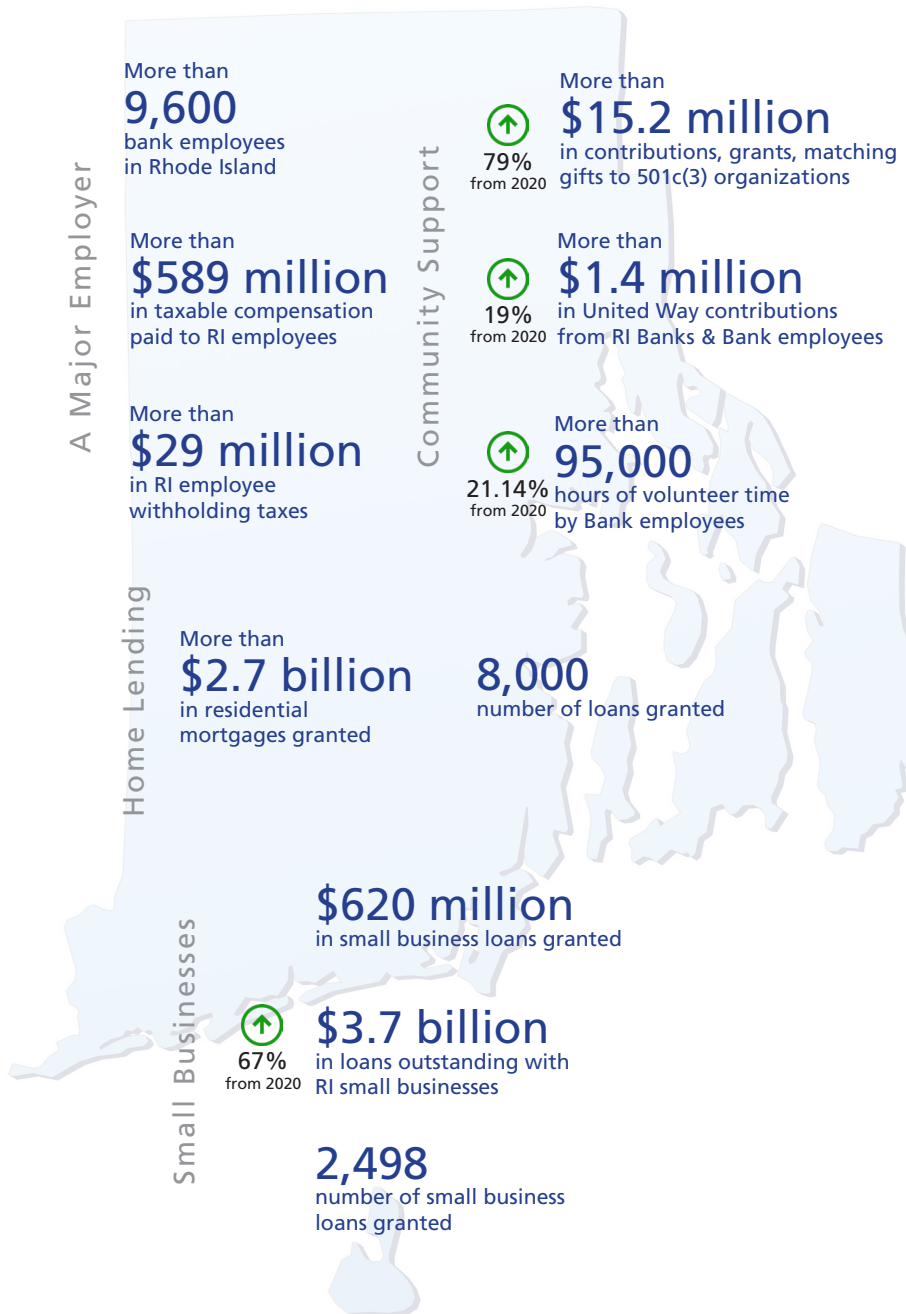 A Major Employer
More than
9,600
bank employees
in Rhode Island
More than
$589 million
in taxable compensation
paid to RI employees
More than
$29 million
in RI employee
withholding taxes
Community Support
79%
from 2020
More than
$15.2 million
in contributions, grants, matching
gifts to 501c(3) organizations
19%
from 2020
More than
$1.4 million
in United Way contributions
from RI Banks & Bank employees
21.14%
from 2020
More than
95,000
hours of volunteer time
by Bank employees
Home Lending
More than
$2.7 billion
in residential
mortgages granted
8,000
number of loans granted
Small Businesses
$620 million
in small business loans granted
67%
from 2020
$3.7 billion
in loans outstanding with
RI small businesses
2,498
number of small business
loans granted